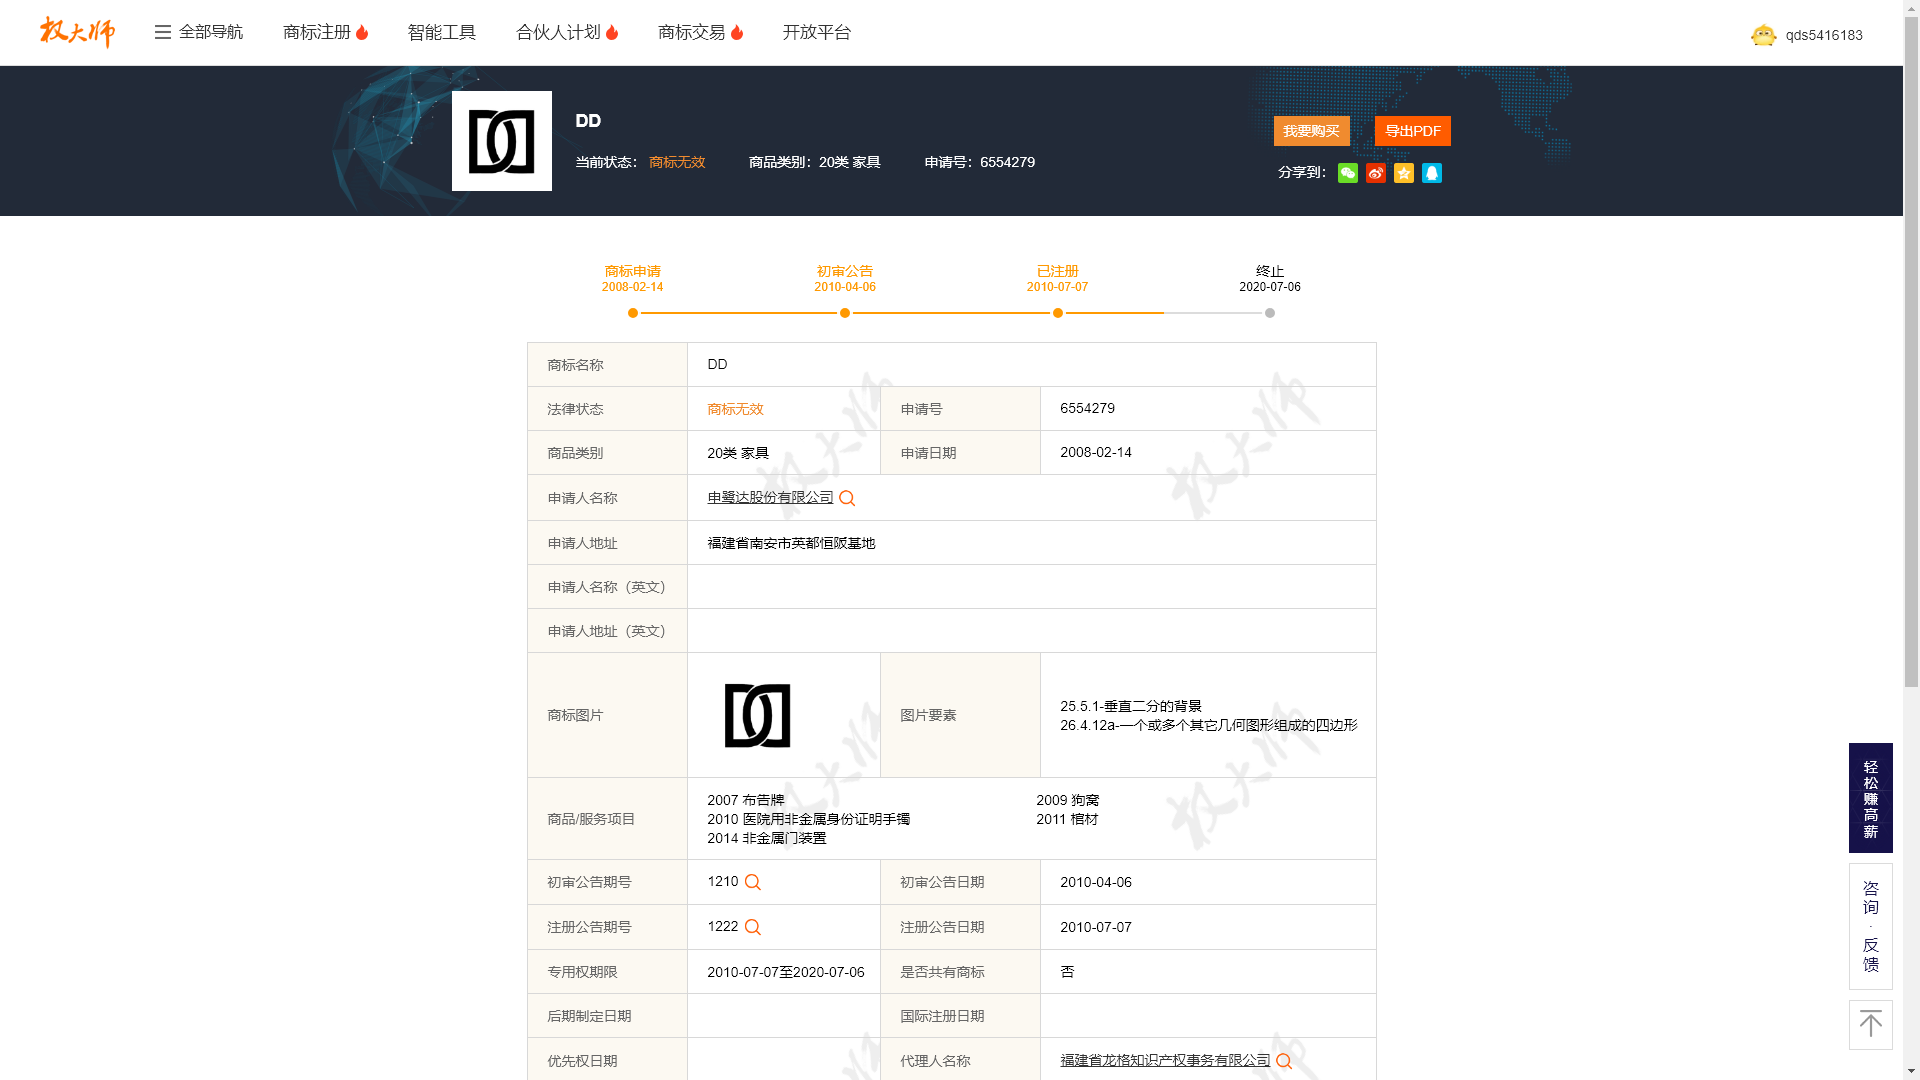 权大师
全部导航
商标注册
智能工具
合伙人计划
商标交易
开放平台
qds5416183
DD
当前状态： 商标无效
商品类别：20类 家具
申请号：6554279
我要购买
导出PDF
分享到：
商标申请
2008-02-14
初审公告
2010-04-06
已注册
2010-07-07
终止
2020-07-06
商标名称 DD
法律状态 商标无效 申请号 6554279
商品类别 20类 家具 申请日期 2008-02-14
申请人名称 申鹭达股份有限公司
申请人地址 福建省南安市英都恒阪基地
申请人名称（英文）
申请人地址（英文）
商标图片 图片要素
25.5.1-垂直二分的背景
26.4.12a-一个或多个其它几何图形组成的四边形
商品/服务项目
2007 布告牌 2009 狗窝
2010 医院用非金属身份证明手镯 2011 棺材
2014 非金属门装置
初审公告期号 1210 初审公告日期 2010-04-06
注册公告期号 1222 注册公告日期 2010-07-07
专用权期限 2010-07-07至2020-07-06 是否共有商标 否
后期制定日期 国际注册日期
优先权日期 代理人名称 福建省龙格知识产权事务有限公司
轻松赚高薪
咨询·反馈